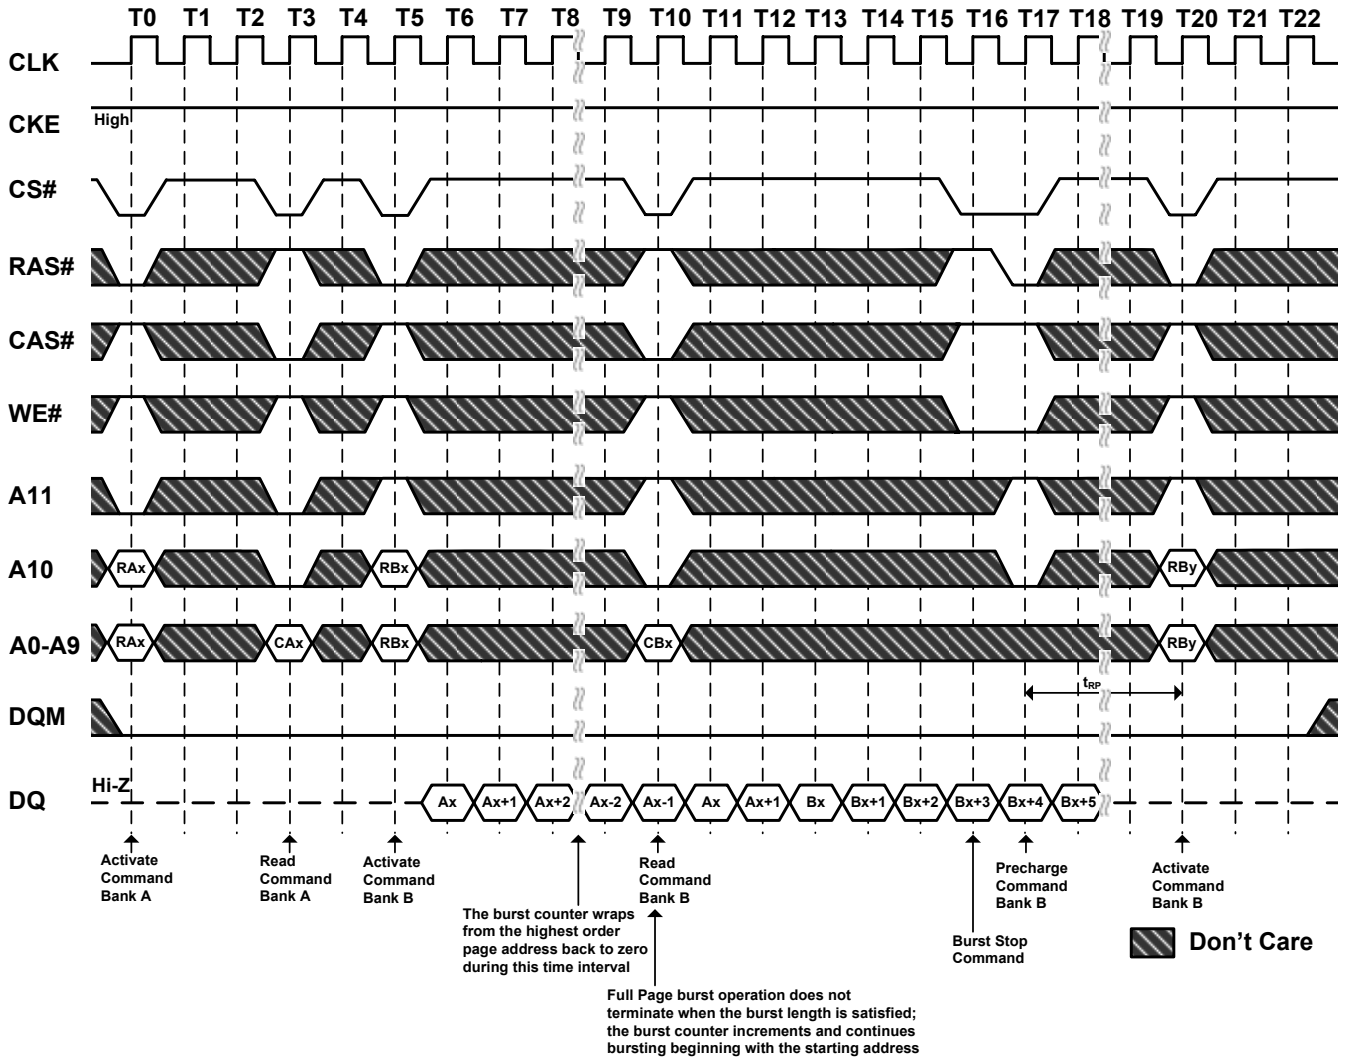 T0 T1 T2 T3 T4 T5 T6 T7 T8 T9 T10 T11 T12 T13 T14 T15 T16 T17 T18 T19 T20 T21 T22
CLK
CKE
High
CS#
RAS#
CAS#
WE#
A11
A10
RAx RBx RBy
A0-A9
RAx CAx RBx CBx RBy
tRP
DQM
Hi-Z
DQ
Ax Ax+1 Ax+2 Ax-2 Ax-1 Ax Ax+1 Bx Bx+1 Bx+2 Bx+3 Bx+4 Bx+5
Activate
Command
Bank A
Read
Command
Bank A
Activate
Command
Bank B
The burst counter wraps
from the highest order
page address back to zero
during this time interval
Read
Command
Bank B
Full Page burst operation does not
terminate when the burst length is satisfied;
the burst counter increments and continues
bursting beginning with the starting address
Burst Stop
Command
Precharge
Command
Bank B
Activate
Command
Bank B
Don't Care